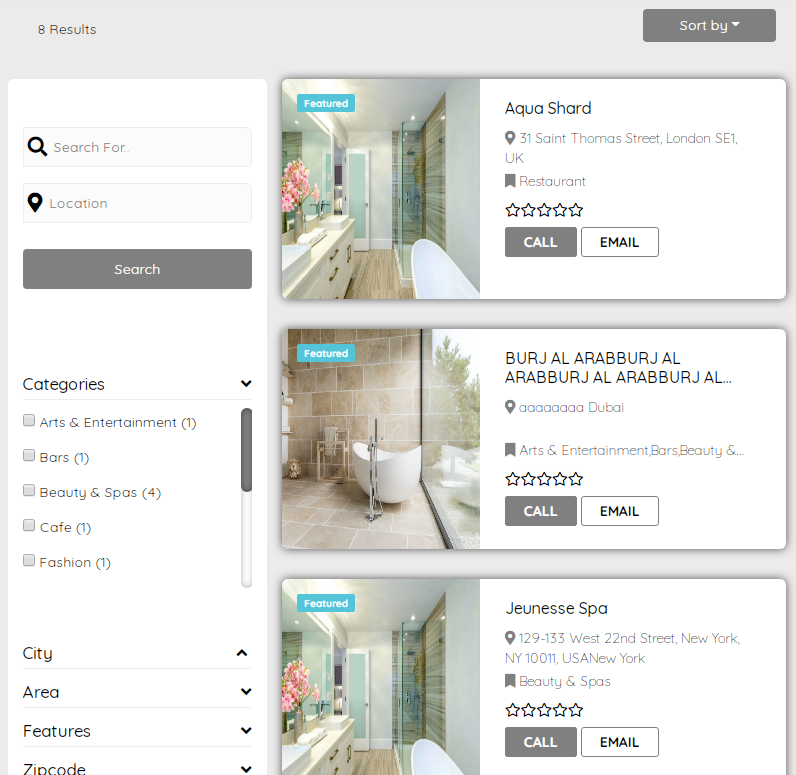 8 Results
Sort by
Search For..
Location
Search
Categories
Arts & Entertainment (1)
Bars (1)
Beauty & Spas (4)
Cafe (1)
Fashion (1)
City
Area
Features
Zipcode
Featured
Aqua Shard
31 Saint Thomas Street, London SE1,
UK
Restaurant
CALL
EMAIL
Featured
BURJ AL ARABBURJ AL
ARABBURJ AL ARABBURJ AL...
aaaaaaaa Dubai
Arts & Entertainment,Bars,Beauty &...
CALL
EMAIL
Featured
Jeunesse Spa
129-133 West 22nd Street, New York,
NY 10011, USANew York
Beauty & Spas
CALL
EMAIL